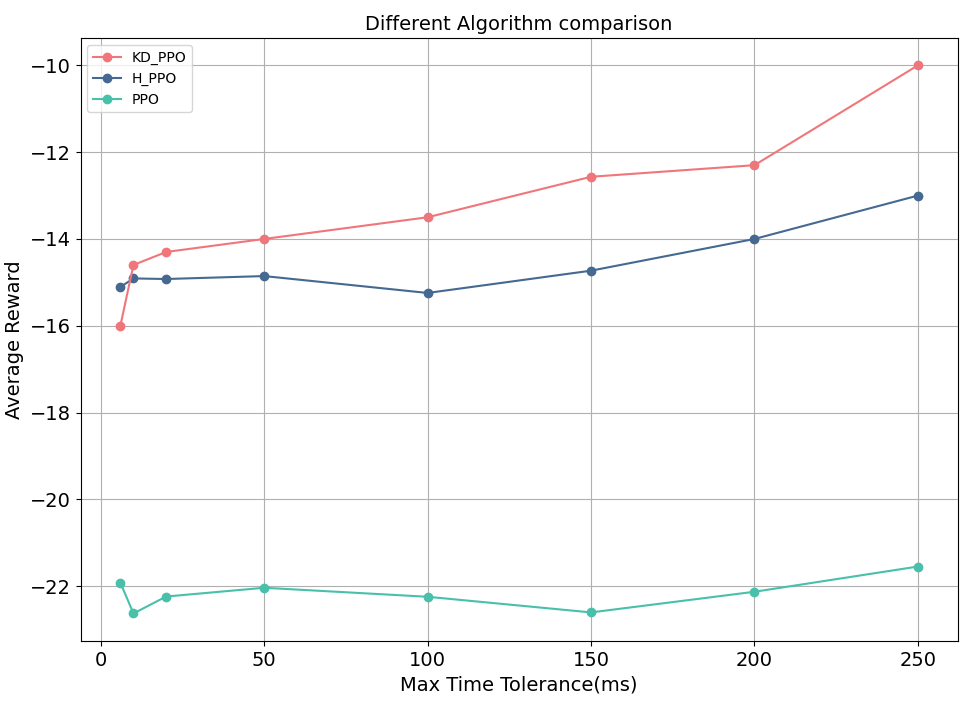 Different Algorithm comparison
KD_PPO
H_PPO
PPO
Average Reward
−10
−12
−14
−16
−18
−20
−22
0 50 100 150 200 250
Max Time Tolerance(ms)